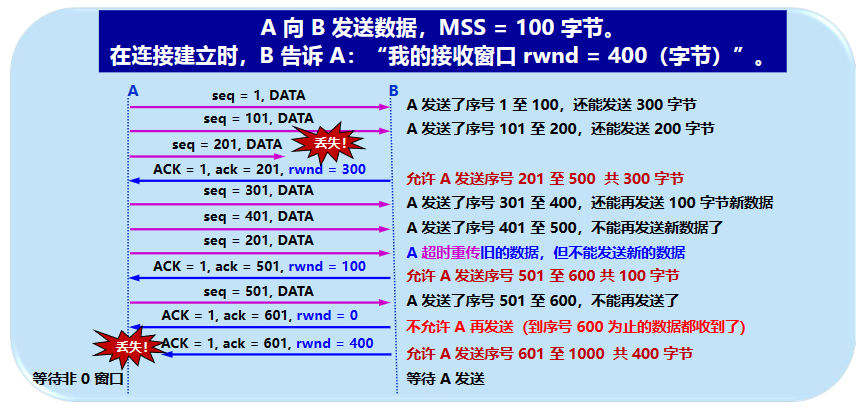 A 向 B 发送数据，MSS = 100 字节。
在连接建立时，B 告诉 A：“我的接收窗口 rwnd = 400（字节）”。
A
B
seq = 1, DATA
A 发送了序号 1 至 100，还能发送 300 字节
seq = 101, DATA
A 发送了序号 101 至 200，还能发送 200 字节
seq = 201, DATA
丢失!
ACK = 1, ack = 201, rwnd = 300
允许 A 发送序号 201 至 500 共 300 字节
seq = 301, DATA
A 发送了序号 301 至 400，还能再发送 100 字节新数据
seq = 401, DATA
A 发送了序号 401 至 500，不能再发送新数据了
seq = 201, DATA
A 超时重传旧的数据，但不能发送新的数据
ACK = 1, ack = 501, rwnd = 100
允许 A 发送序号 501 至 600 共 100 字节
seq = 501, DATA
A 发送了序号 501 至 600，不能再发送了
ACK = 1, ack = 601, rwnd = 0
不允许 A 再发送（到序号 600 为止的数据都收到了）
丢失!
ACK = 1, ack = 601, rwnd = 400
允许 A 发送序号 601 至 1000 共 400 字节
等待非 0 窗口
等待 A 发送